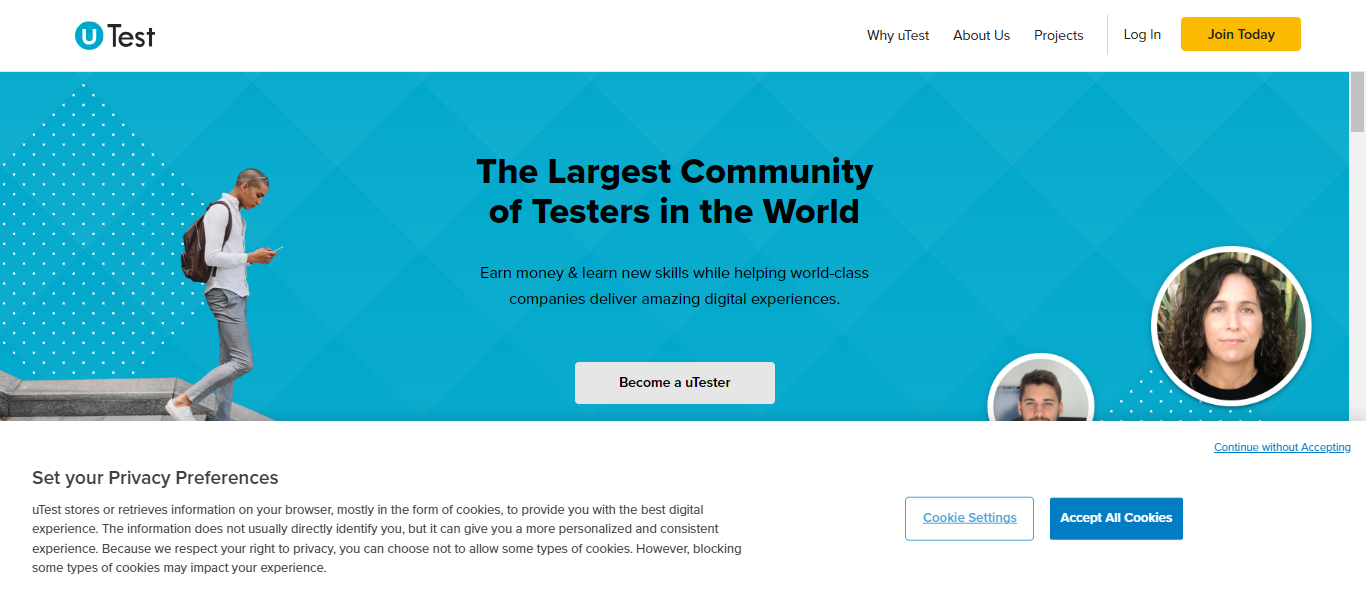 uTest
Why uTest
About Us
Projects
Log In
Join Today
The Largest Community
of Testers in the World
Earn money & learn new skills while helping world-class
companies deliver amazing digital experiences.
Become a uTester
Continue without Accepting
Set your Privacy Preferences
uTest stores or retrieves information on your browser, mostly in the form of cookies, to provide you with the best digital
experience. The information does not usually directly identify you, but it can give you a more personalized and consistent
experience. Because we respect your right to privacy, you can choose not to allow some types of cookies. However, blocking
some types of cookies may impact your experience.
Cookie Settings
Accept All Cookies